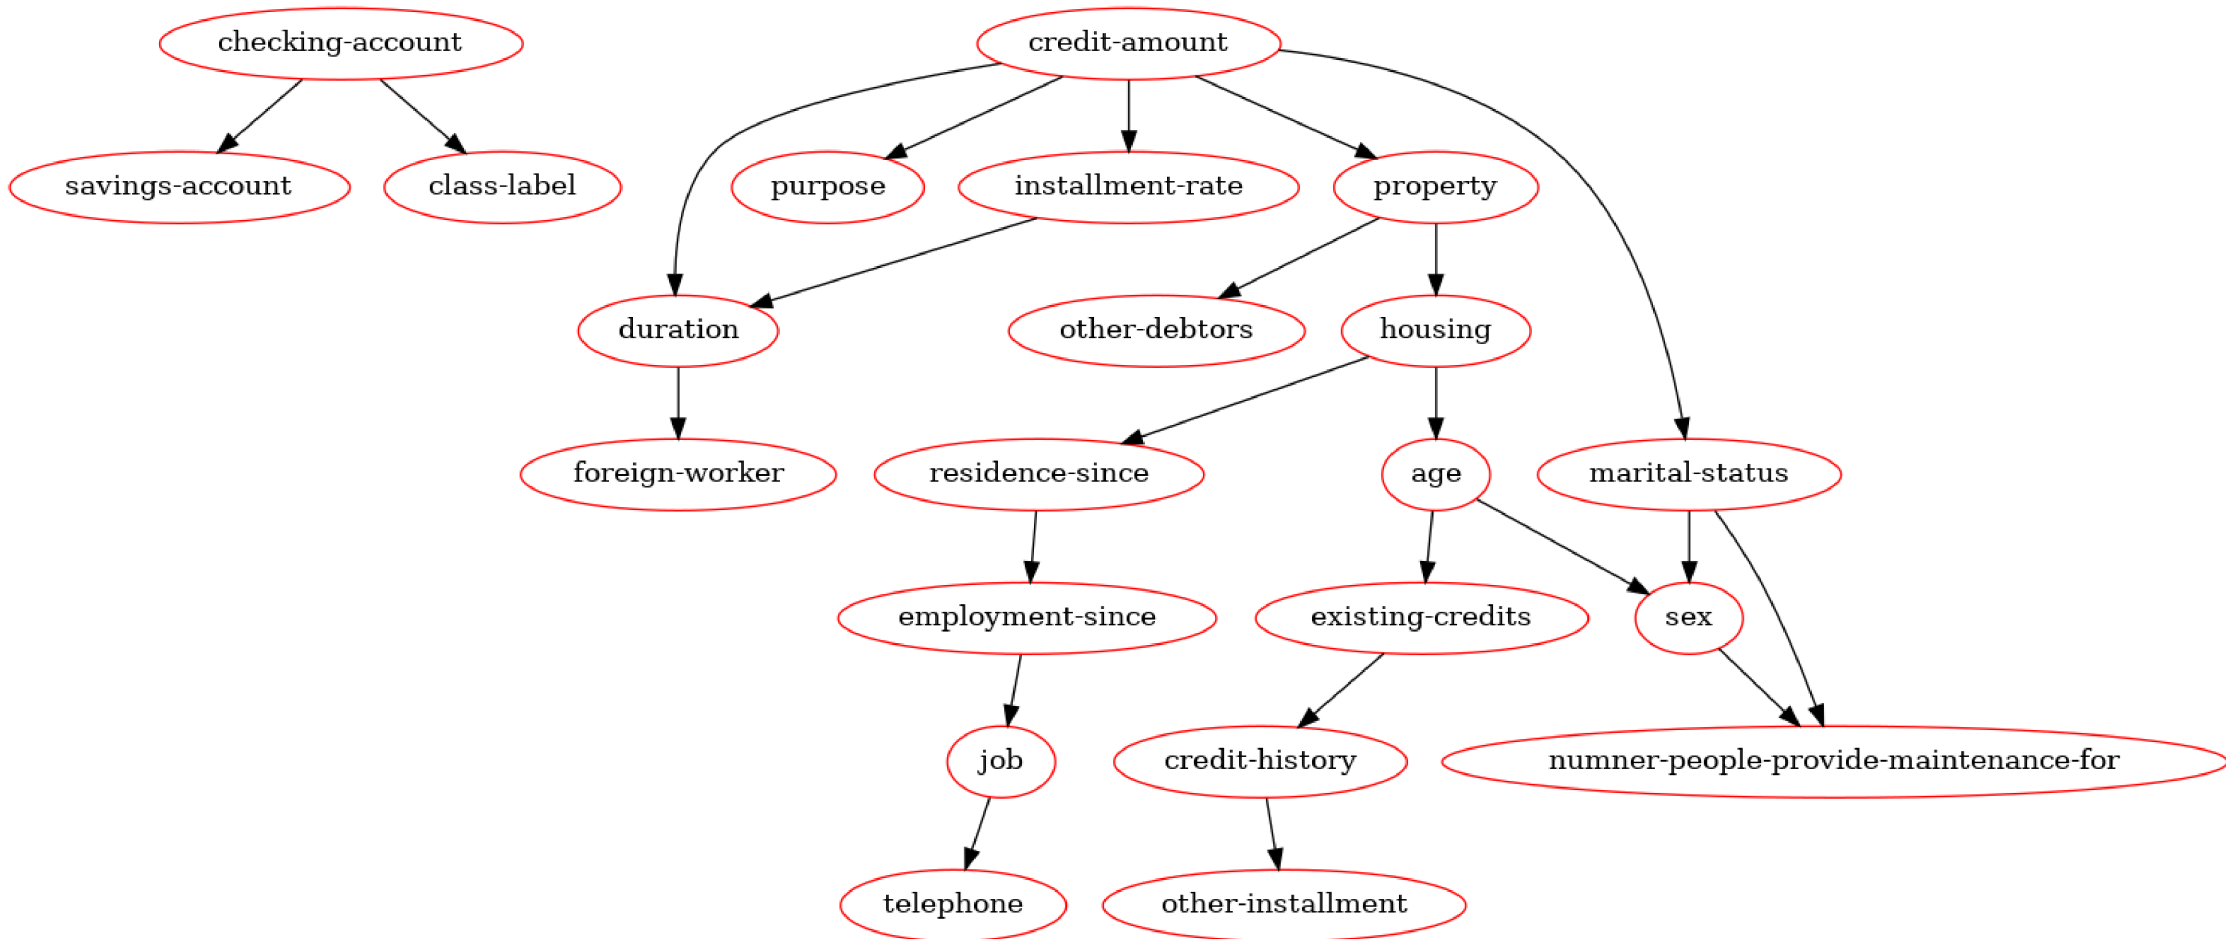 checking-account
credit-amount
savings-account
class-label
purpose
installment-rate
property
duration
other-debtors
housing
foreign-worker
residence-since
age
marital-status
employment-since
existing-credits
sex
job
credit-history
numner-people-provide-maintenance-for
telephone
other-installment